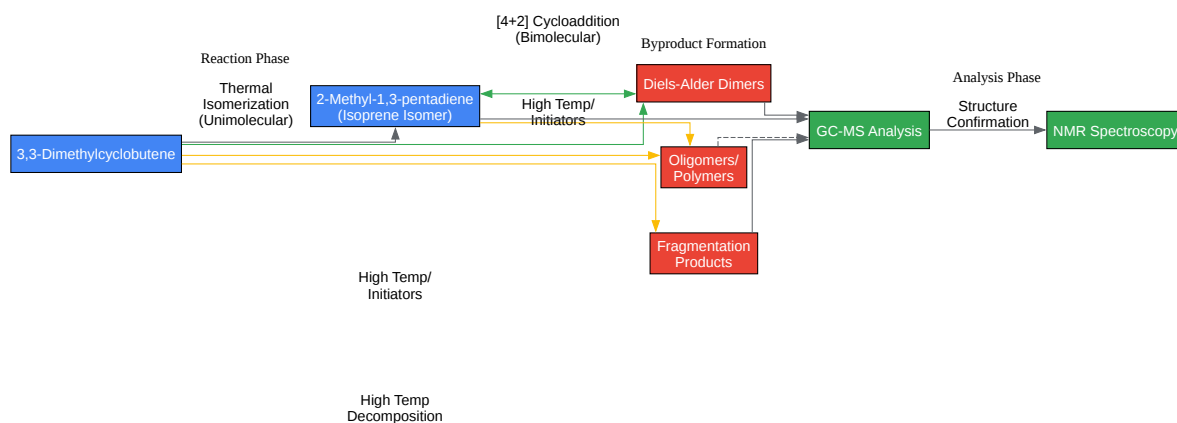 [4+2] Cycloaddition
(Bimolecular)
Byproduct Formation
Reaction Phase
Thermal
Isomerization
(Unimolecular)
2-Methyl-1,3-pentadiene
(Isoprene Isomer)
High Temp/
Initiators
Diels-Alder Dimers
Analysis Phase
Structure
Confirmation
3,3-Dimethylcyclobutene
GC-MS Analysis
NMR Spectroscopy
Oligomers/
Polymers
Fragmentation
Products
High Temp/
Initiators
High Temp
Decomposition